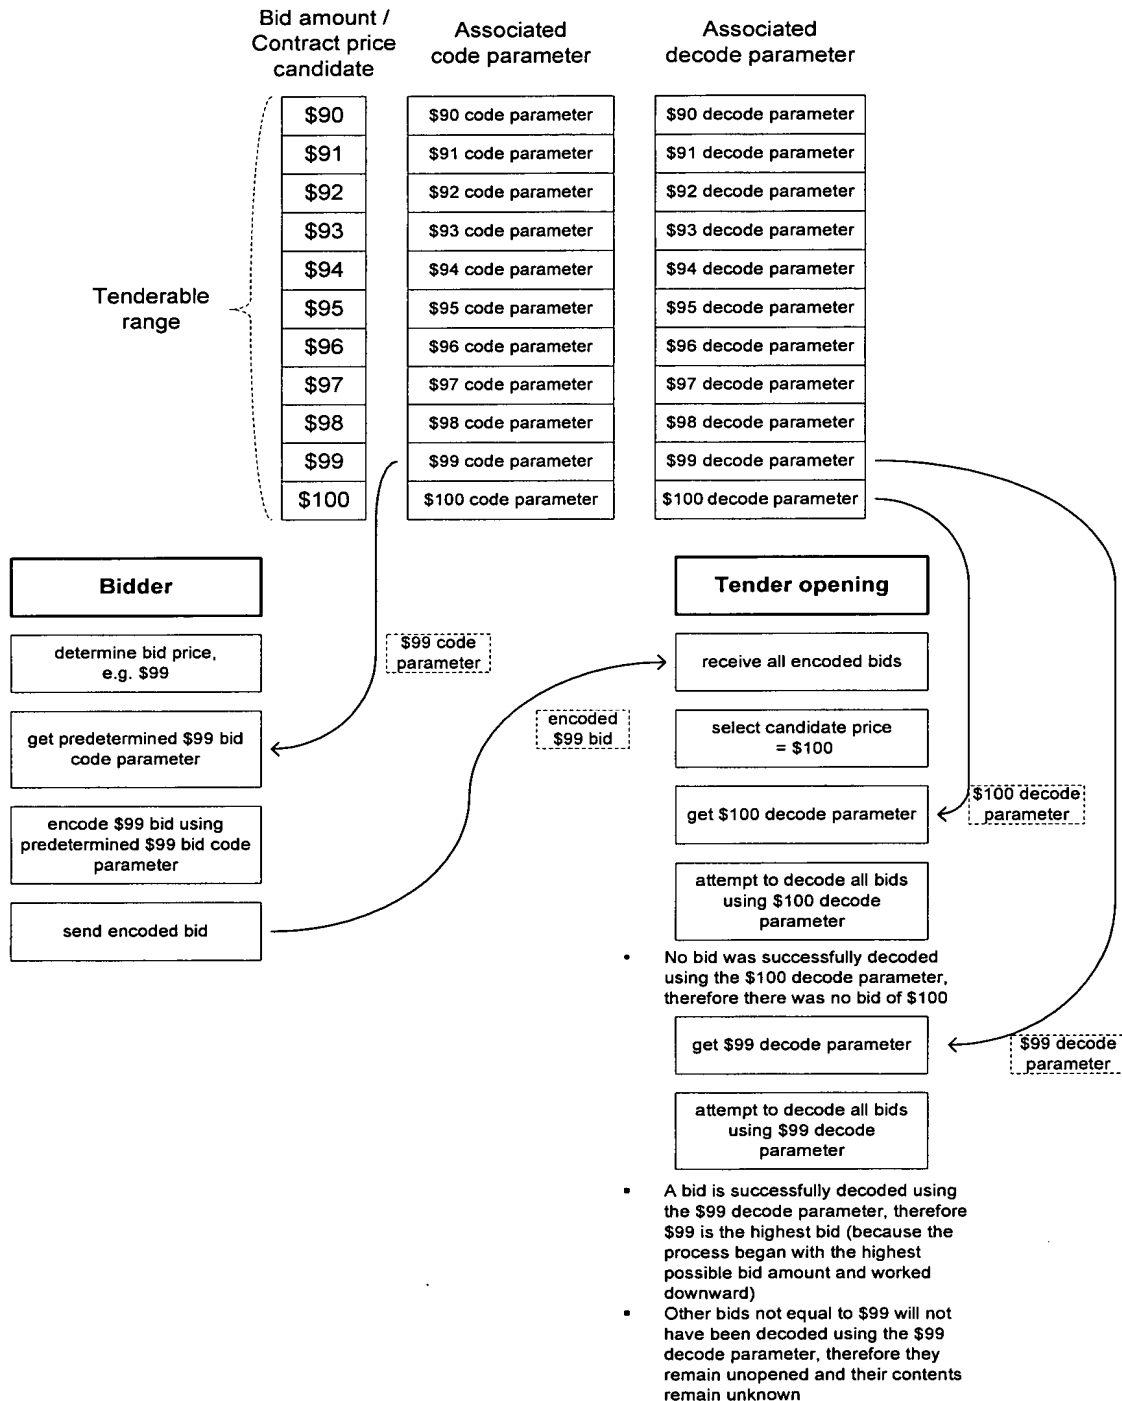 Bid amount /
Contract price
candidate
Associated
code parameter
Associated
decode parameter
$90
$90 code parameter
$90 decode parameter
$91
$91 code parameter
$91 decode parameter
$92
$92 code parameter
$92 decode parameter
$93
$93 code parameter
$93 decode parameter
$94
$94 code parameter
$94 decode parameter
$95
$95 code parameter
$95 decode parameter
$96
$96 code parameter
$96 decode parameter
$97
$97 code parameter
$97 decode parameter
$98
$98 code parameter
$98 decode parameter
$99
$99 code parameter
$99 decode parameter
$100
$100 code parameter
$100 decode parameter
Tenderable
range
Bidder
determine bid price,
e.g. $99
get predetermined $99 bid
code parameter
encode $99 bid using
predetermined $99 bid code
parameter
send encoded bid
$99 code
parameter
encoded
$99 bid
Tender opening
receive all encoded bids
select candidate price
= $100
get $100 decode parameter
$100 decode
parameter
attempt to decode all bids
using $100 decode
parameter
• No bid was successfully decoded
using the $100 decode parameter,
therefore there was no bid of $100
get $99 decode parameter
$99 decode
parameter
attempt to decode all bids
using $99 decode
parameter
▪ A bid is successfully decoded using
the $99 decode parameter, therefore
$99 is the highest bid (because the
process began with the highest
possible bid amount and worked
downward)
▪ Other bids not equal to $99 will not
have been decoded using the $99
decode parameter, therefore they
remain unopened and their contents
remain unknown